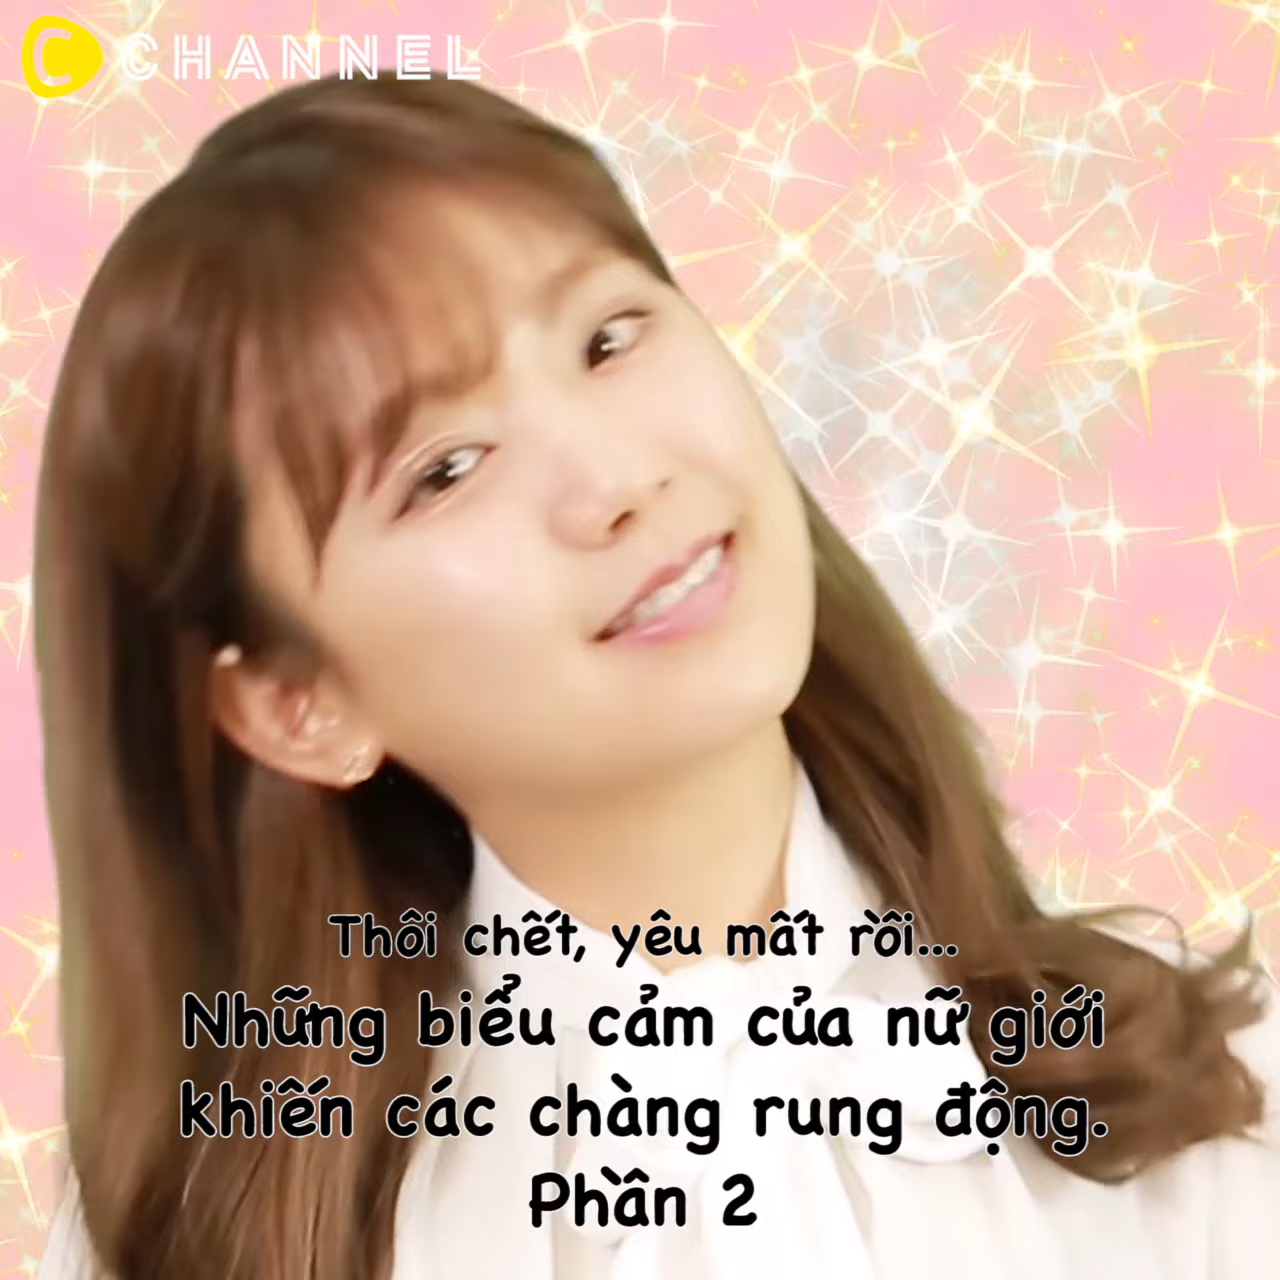 C CHANNEL
Thôi chết, yêu mất rồi...
Những biểu cảm của nữ giới
khiến các chàng rung động.
Phần 2